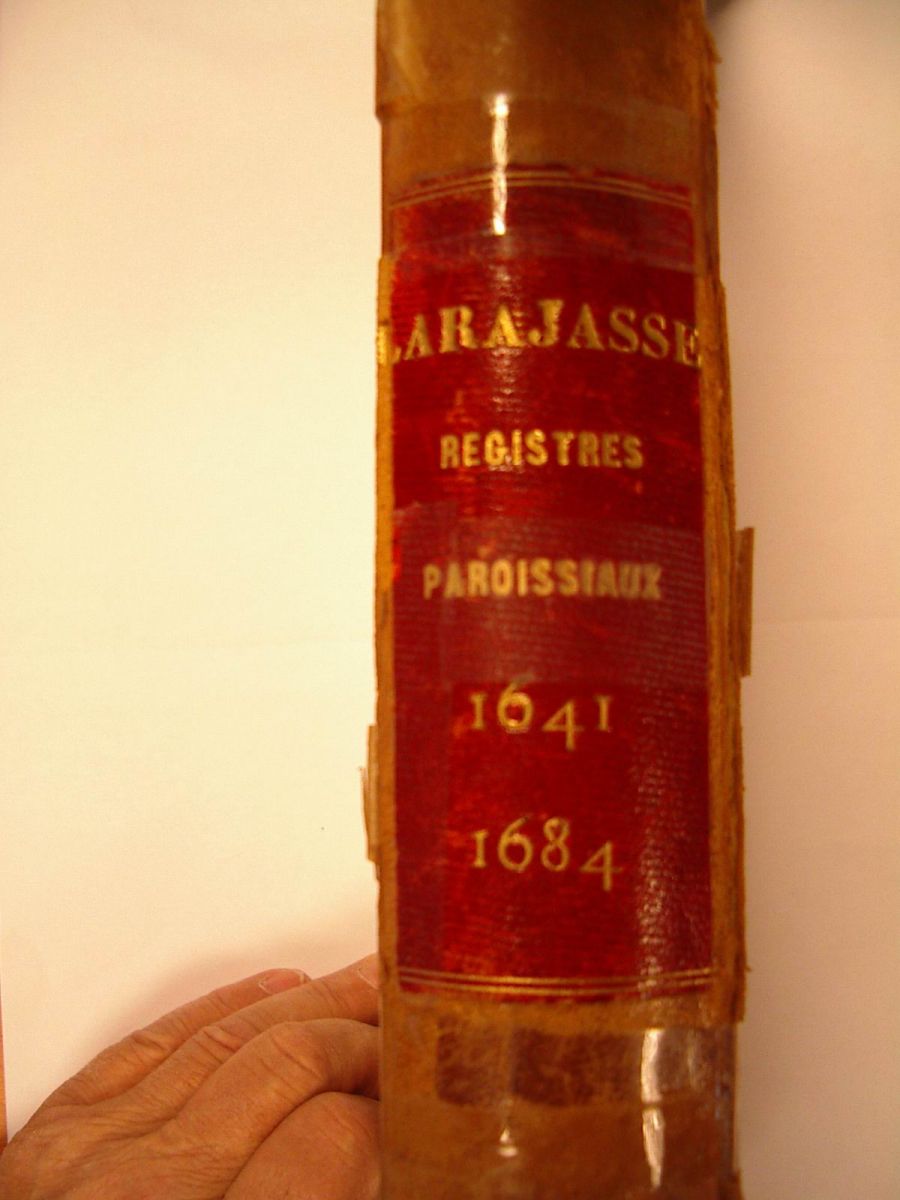 LARAJASSE
REGISTRES
PAROISSIAUX
1641
1684